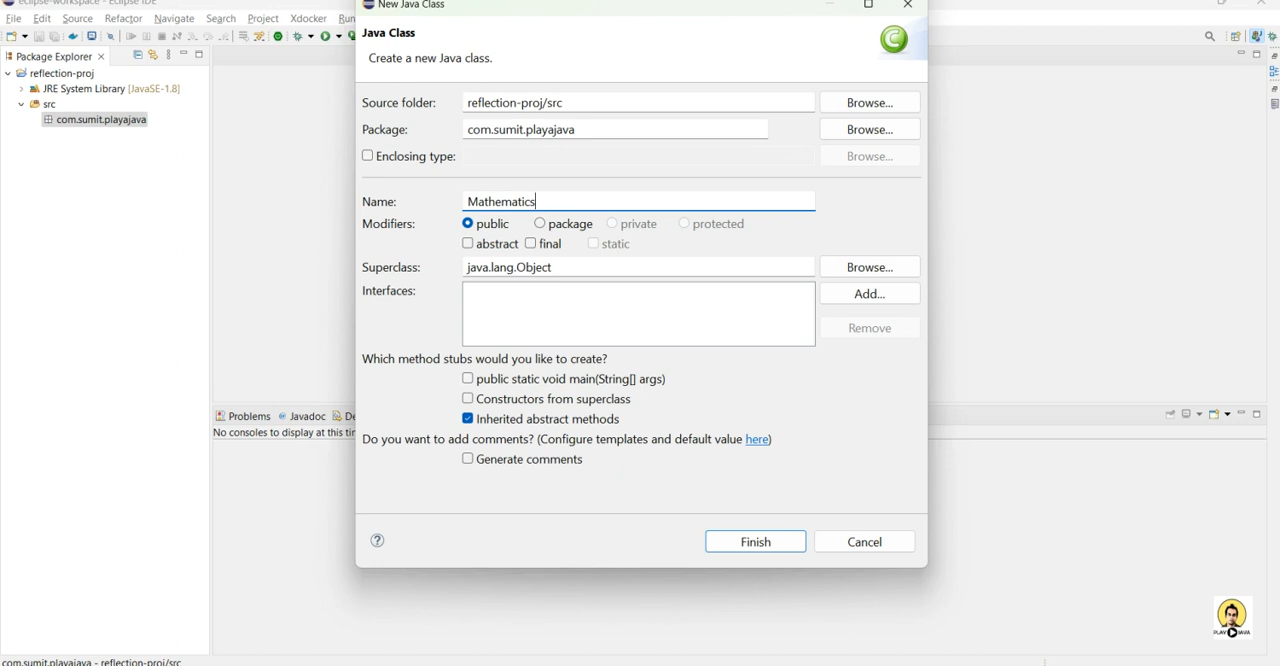 eclipse-workspace - Eclipse IDE
File Edit Source Refactor Navigate Search Project Xdocker Run
Package Explorer
reflection-proj
JRE System Library [JavaSE-1.8]
src
com.sumit.playajava
New Java Class
Java Class
Create a new Java class.
Source folder: reflection-proj/src Browse...
Package: com.sumit.playajava Browse...
Enclosing type: Browse...
Name: Mathematics
Modifiers: public package private protected
abstract final static
Superclass: java.lang.Object Browse...
Interfaces: Add...
Remove
Which method stubs would you like to create?
public static void main(String[] args)
Constructors from superclass
Inherited abstract methods
Do you want to add comments? (Configure templates and default value here)
Generate comments
Finish Cancel
Problems Javadoc De
No consoles to display at this tim
PLAY JAVA
com.sumit.playajava - reflection-proj/src